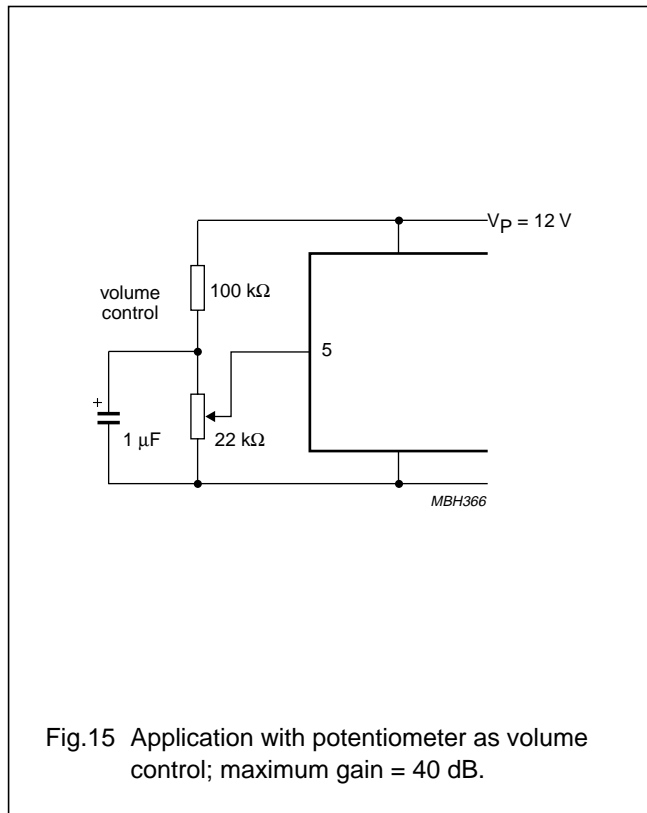 VP = 12 V
100 kΩ
volume
control
5
+
1 μF
22 kΩ
MBH366
Fig.15 Application with potentiometer as volume
control; maximum gain = 40 dB.